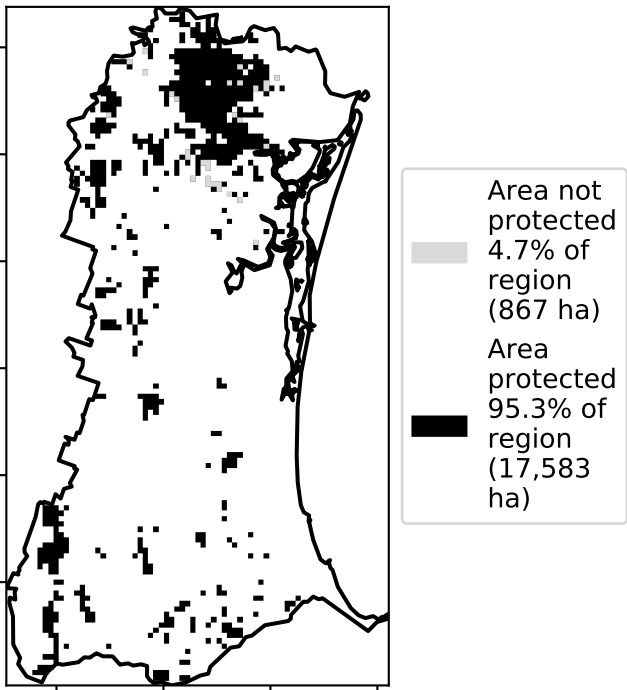 Area not
protected
4.7% of
region
(867 ha)
Area
protected
95.3% of
region
(17,583
ha)